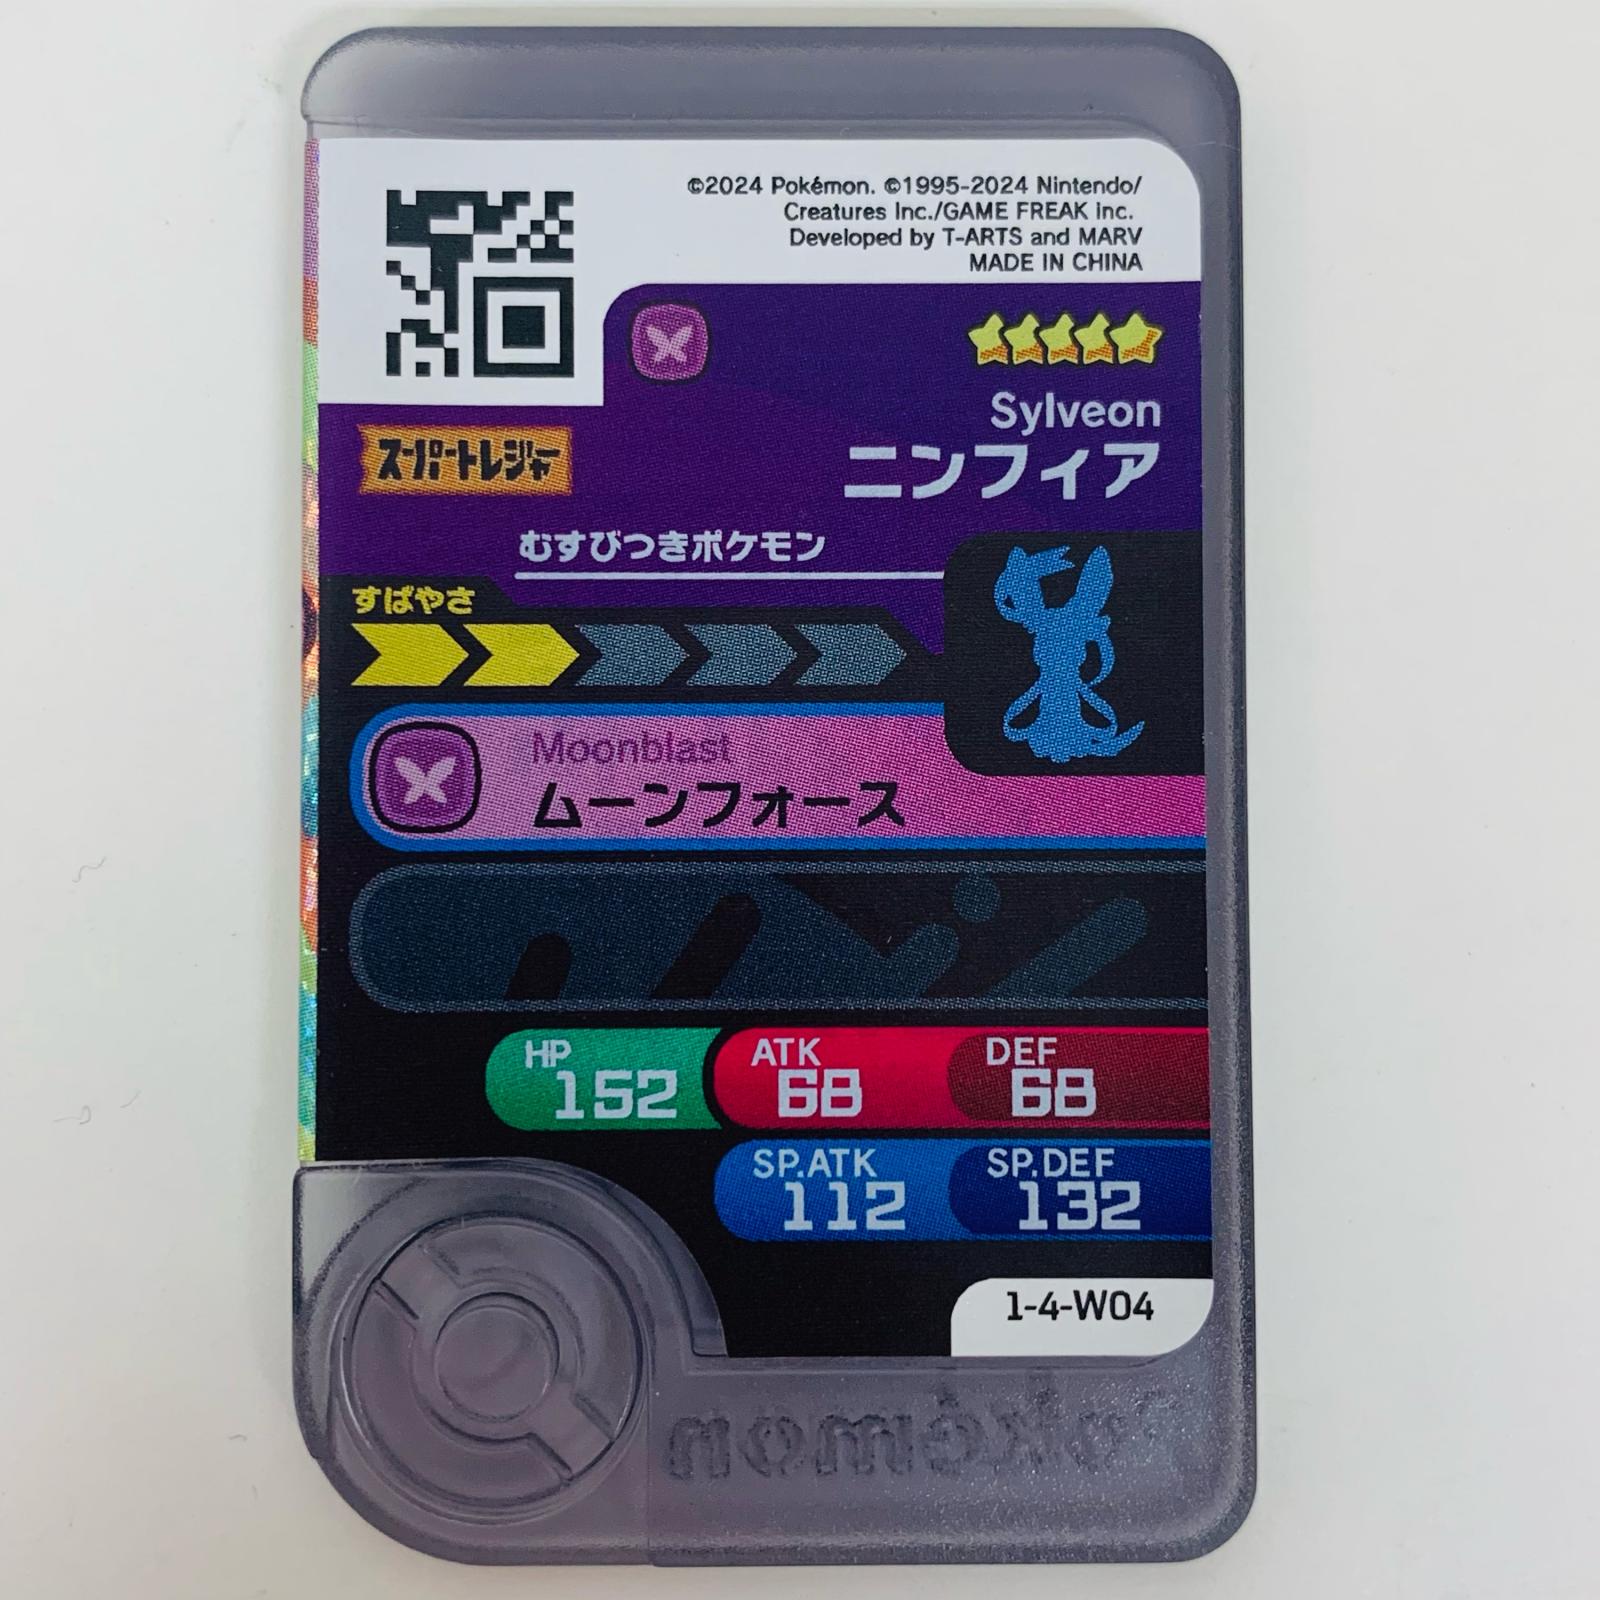 ©2024 Pokémon. ©1995-2024 Nintendo/
Creatures Inc./GAME FREAK inc.
Developed by T-ARTS and MARV
MADE IN CHINA
Sylveon
スーパートレジャー
ニンフィア
むすびつきポケモン
すばやさ
Moonblast
ムーンフォース
HP
152
ATK
68
DEF
68
SP.ATK
112
SP.DEF
132
1-4-W04
Pokémon